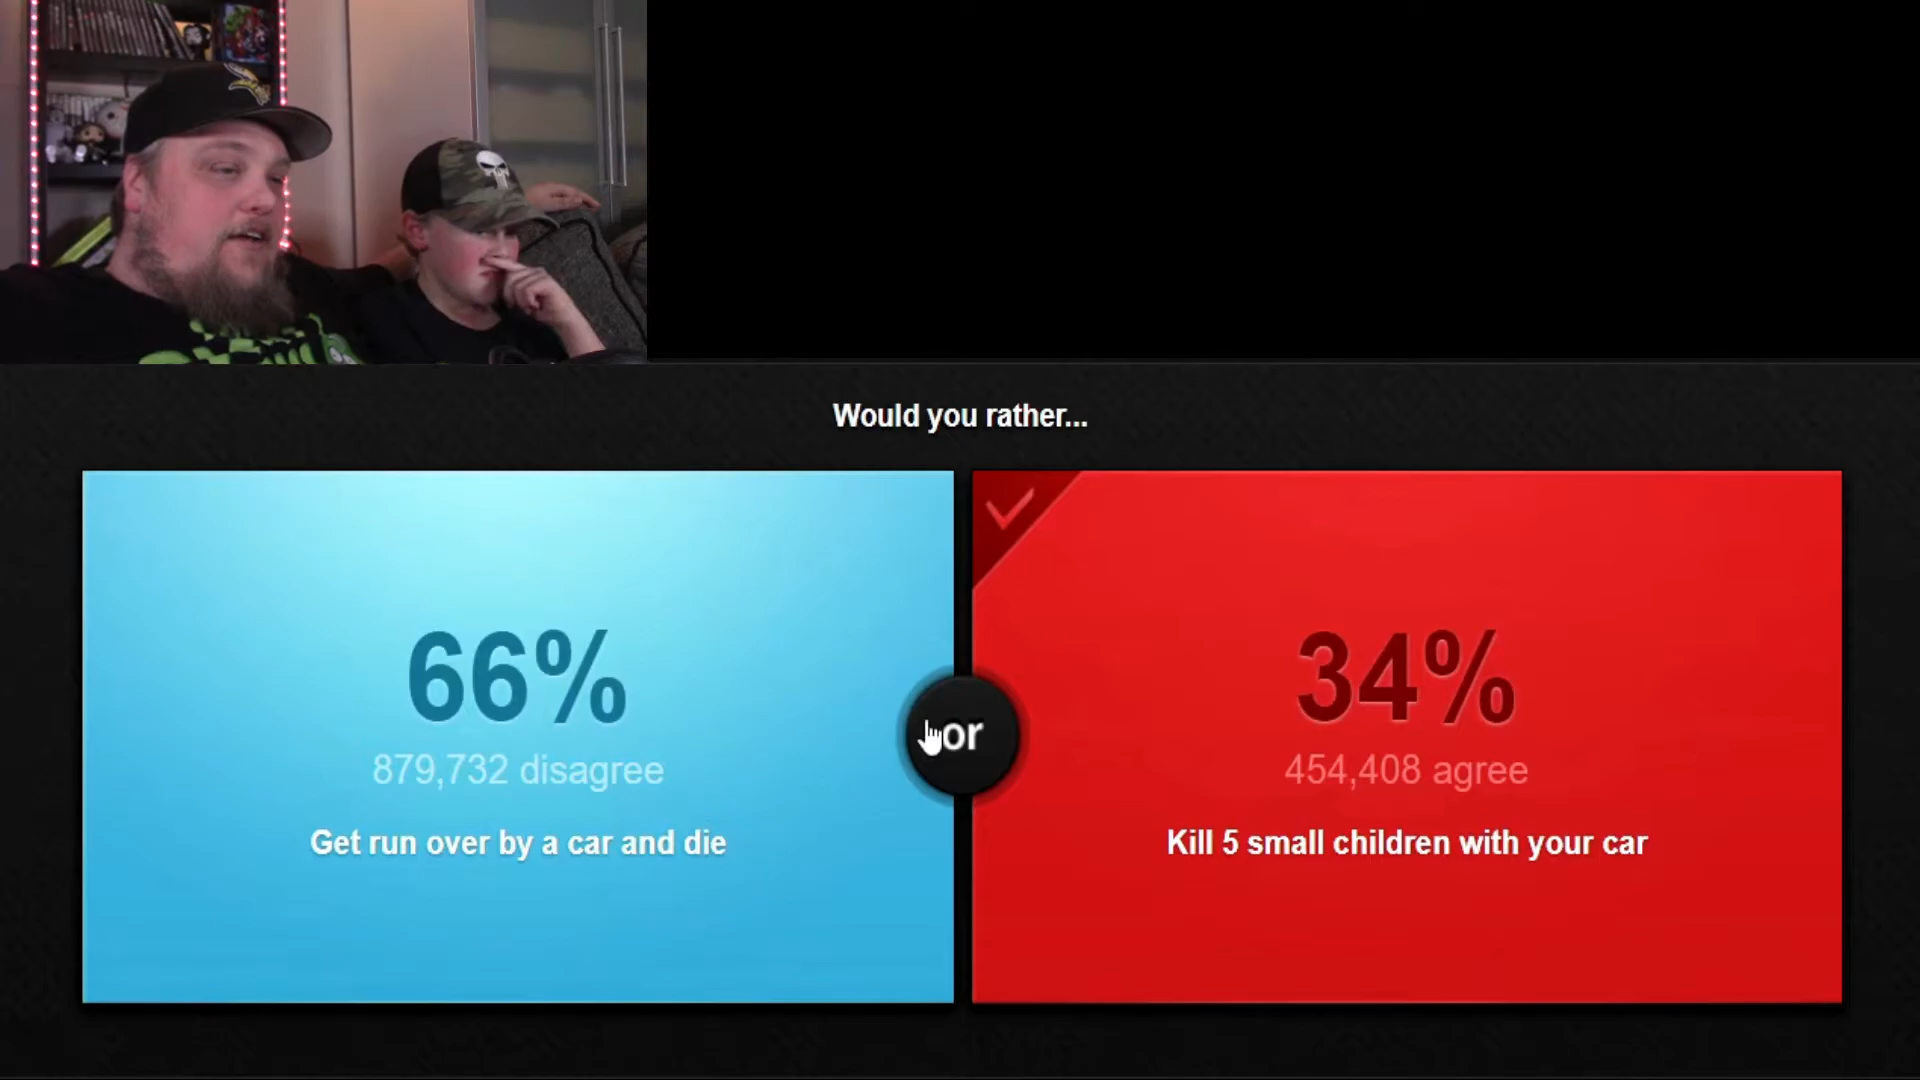 Would you rather...
66%
879,732 disagree
Get run over by a car and die
or
34%
454,408 agree
Kill 5 small children with your car